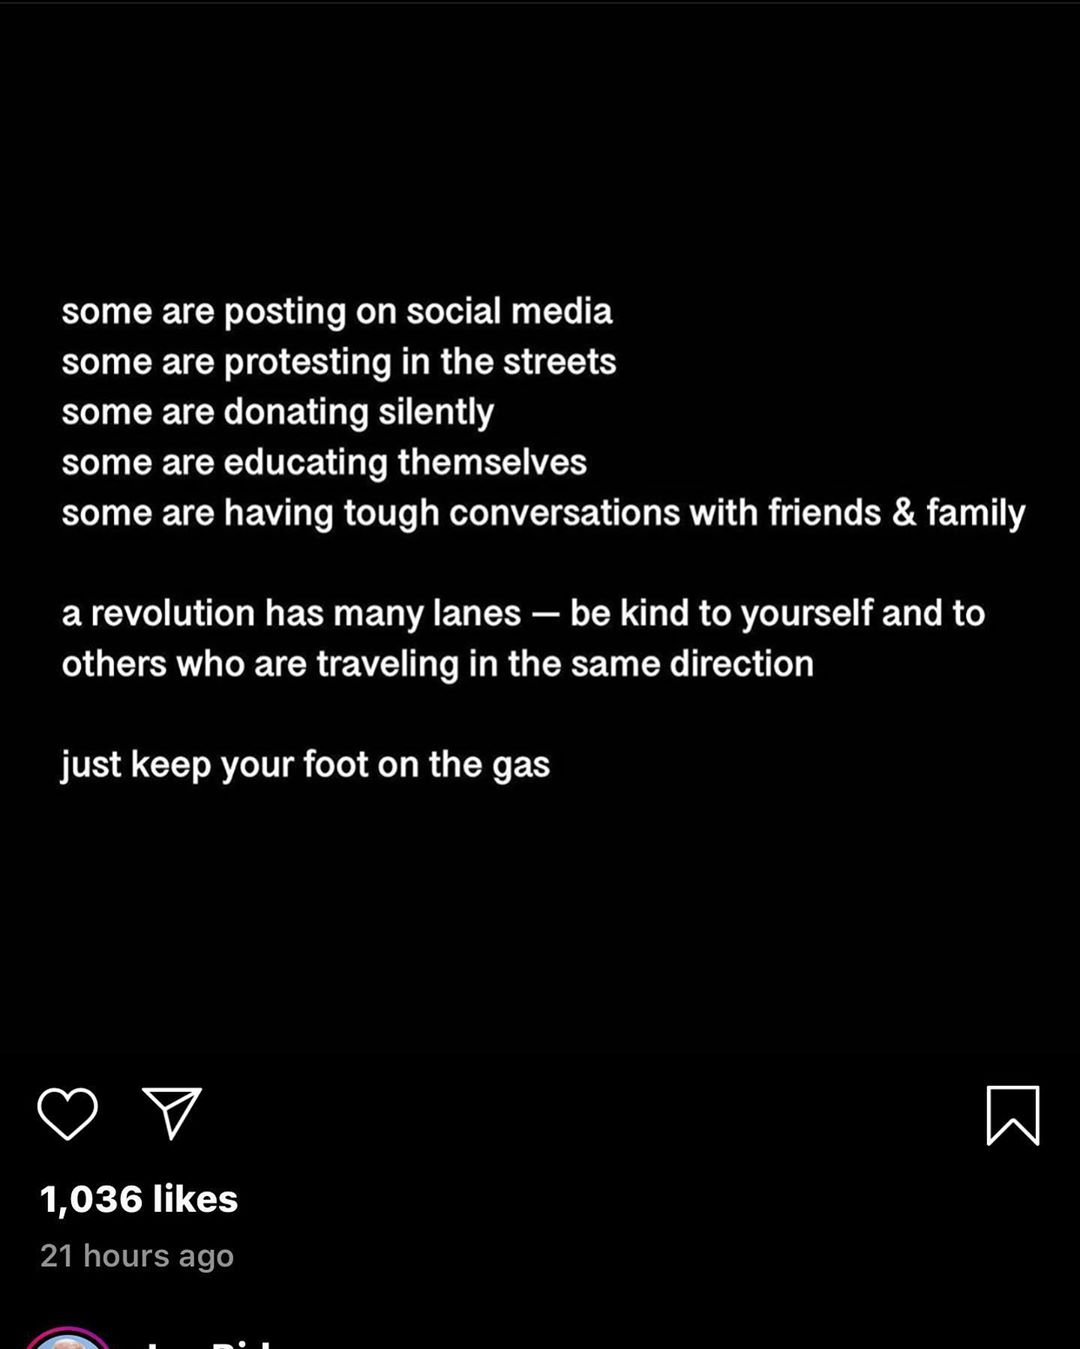 some are posting on social media
some are protesting in the streets
some are donating silently
some are educating themselves
some are having tough conversations with friends & family
a revolution has many lanes — be kind to yourself and to
others who are traveling in the same direction
just keep your foot on the gas
1,036 likes
21 hours ago